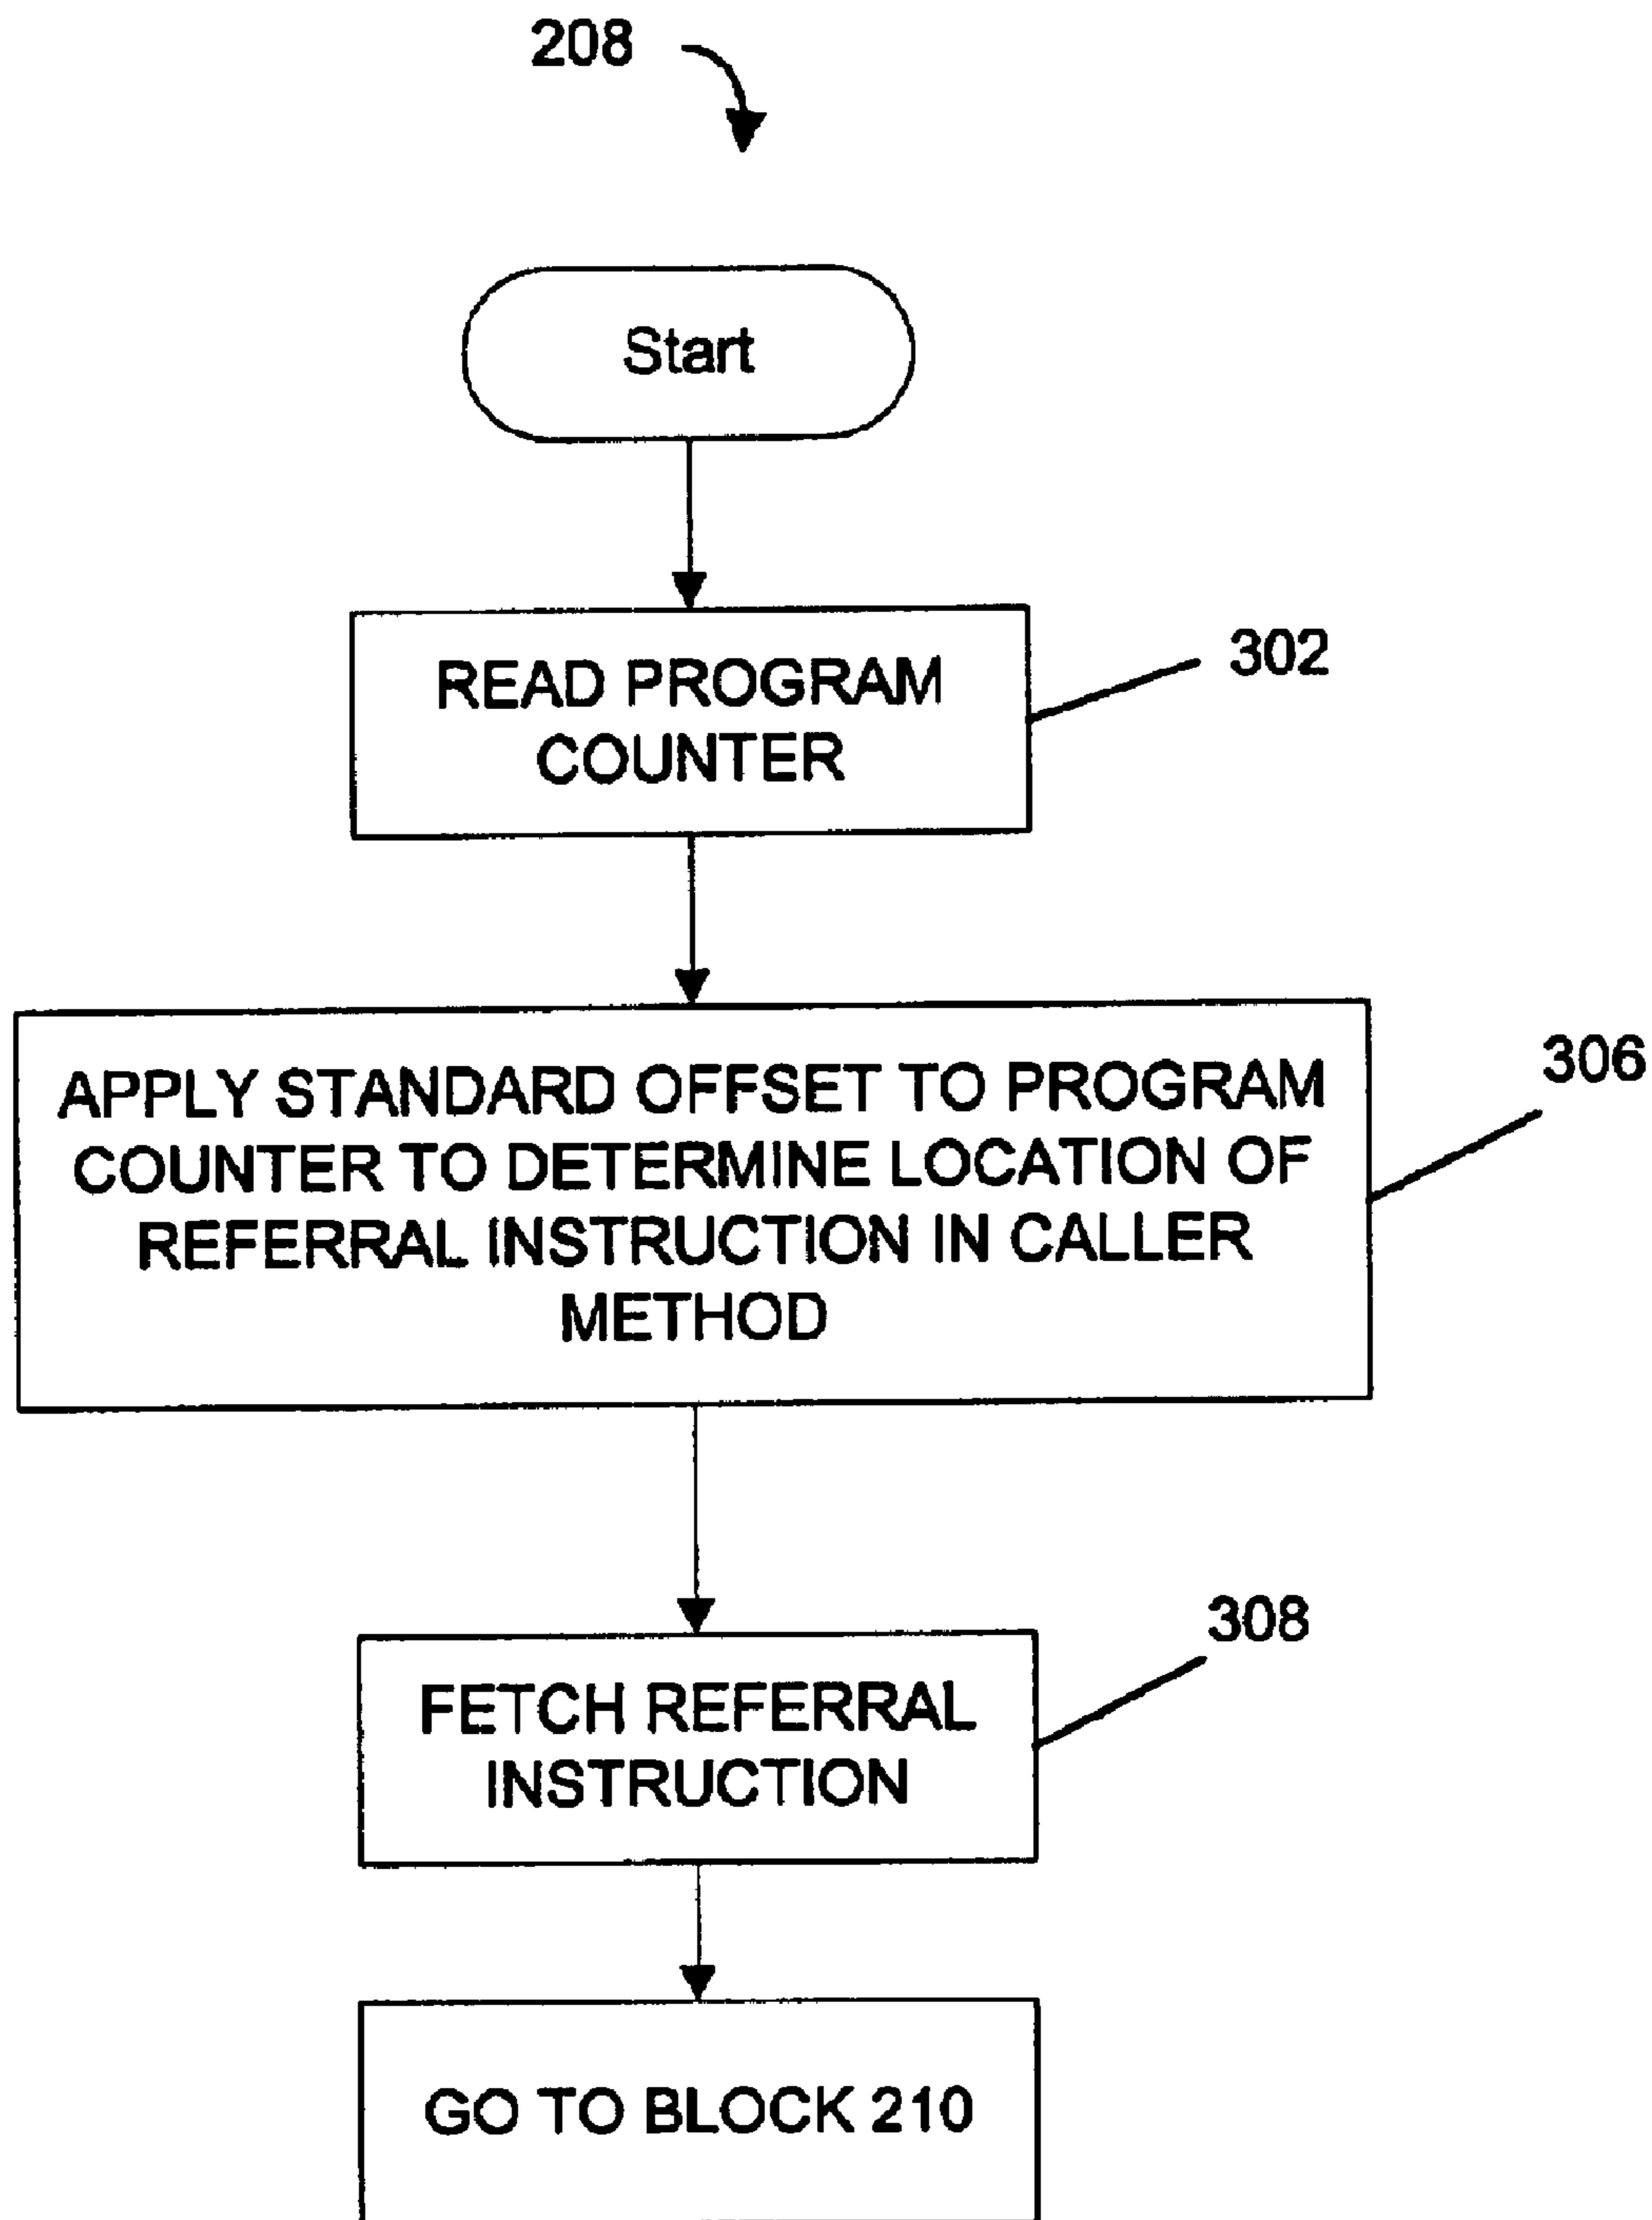 208
Start
READ PROGRAM
COUNTER
302
APPLY STANDARD OFFSET TO PROGRAM
COUNTER TO DETERMINE LOCATION OF
REFERRAL INSTRUCTION IN CALLER
METHOD
306
FETCH REFERRAL
INSTRUCTION
308
GO TO BLOCK 210